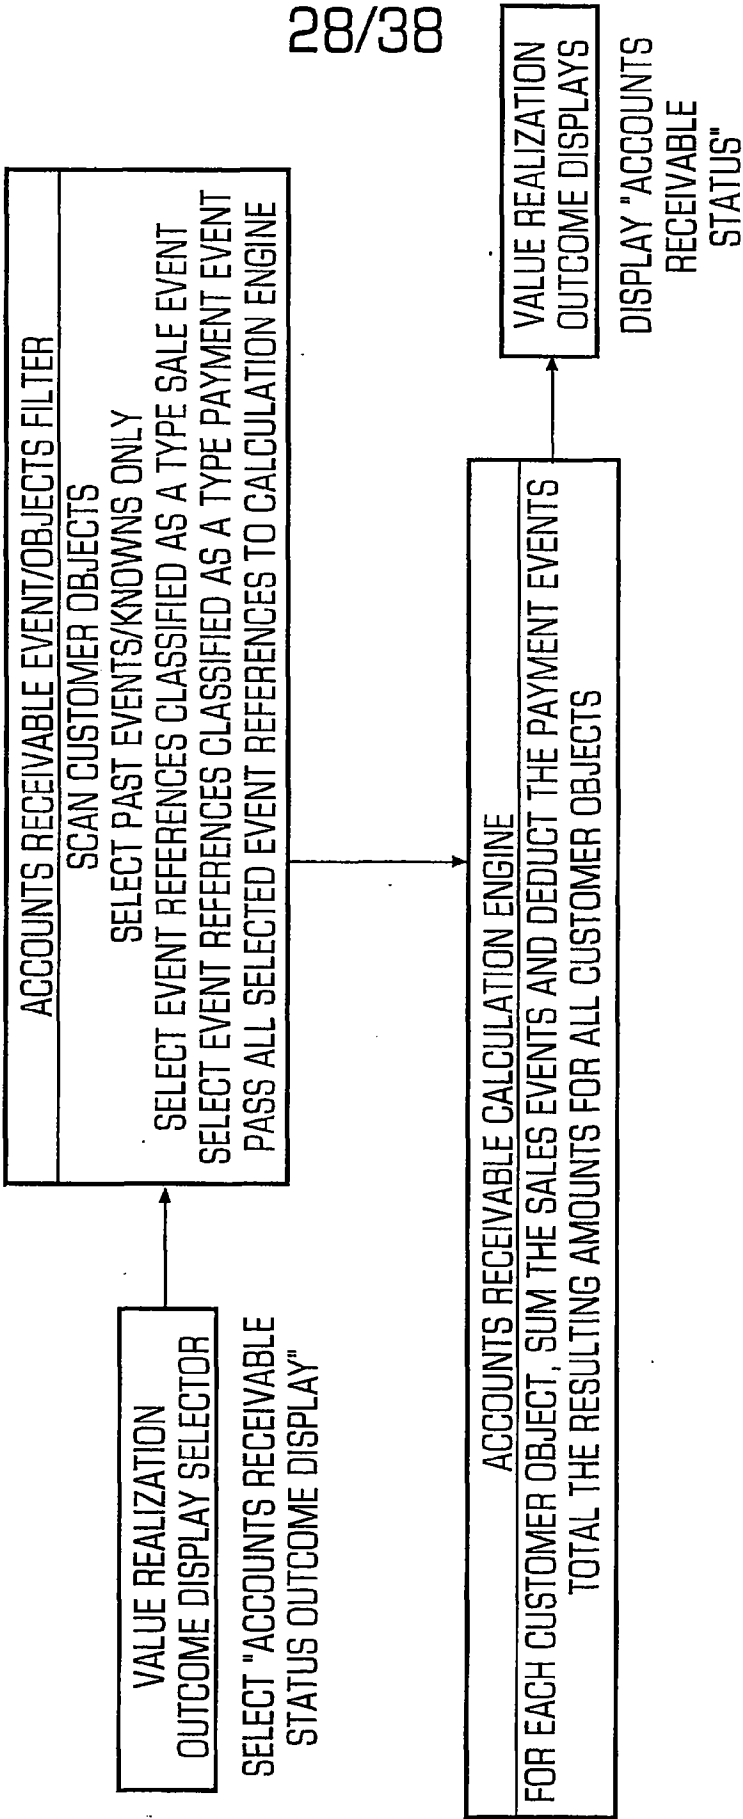 28/38
VALUE REALIZATION
OUTCOME DISPLAY SELECTOR
SELECT "ACCOUNTS RECEIVABLE
STATUS OUTCOME DISPLAY"
ACCOUNTS RECEIVABLE EVENT/OBJECTS FILTER
SCAN CUSTOMER OBJECTS
SELECT PAST EVENTS/KNOWNS ONLY
SELECT EVENT REFERENCES CLASSIFIED AS A TYPE SALE EVENT
SELECT EVENT REFERENCES CLASSIFIED AS A TYPE PAYMENT EVENT
PASS ALL SELECTED EVENT REFERENCES TO CALCULATION ENGINE
ACCOUNTS RECEIVABLE CALCULATION ENGINE
FOR EACH CUSTOMER OBJECT, SUM THE SALES EVENTS AND DEDUCT THE PAYMENT EVENTS
TOTAL THE RESULTING AMOUNTS FOR ALL CUSTOMER OBJECTS
VALUE REALIZATION
OUTCOME DISPLAYS
DISPLAY "ACCOUNTS
RECEIVABLE
STATUS"